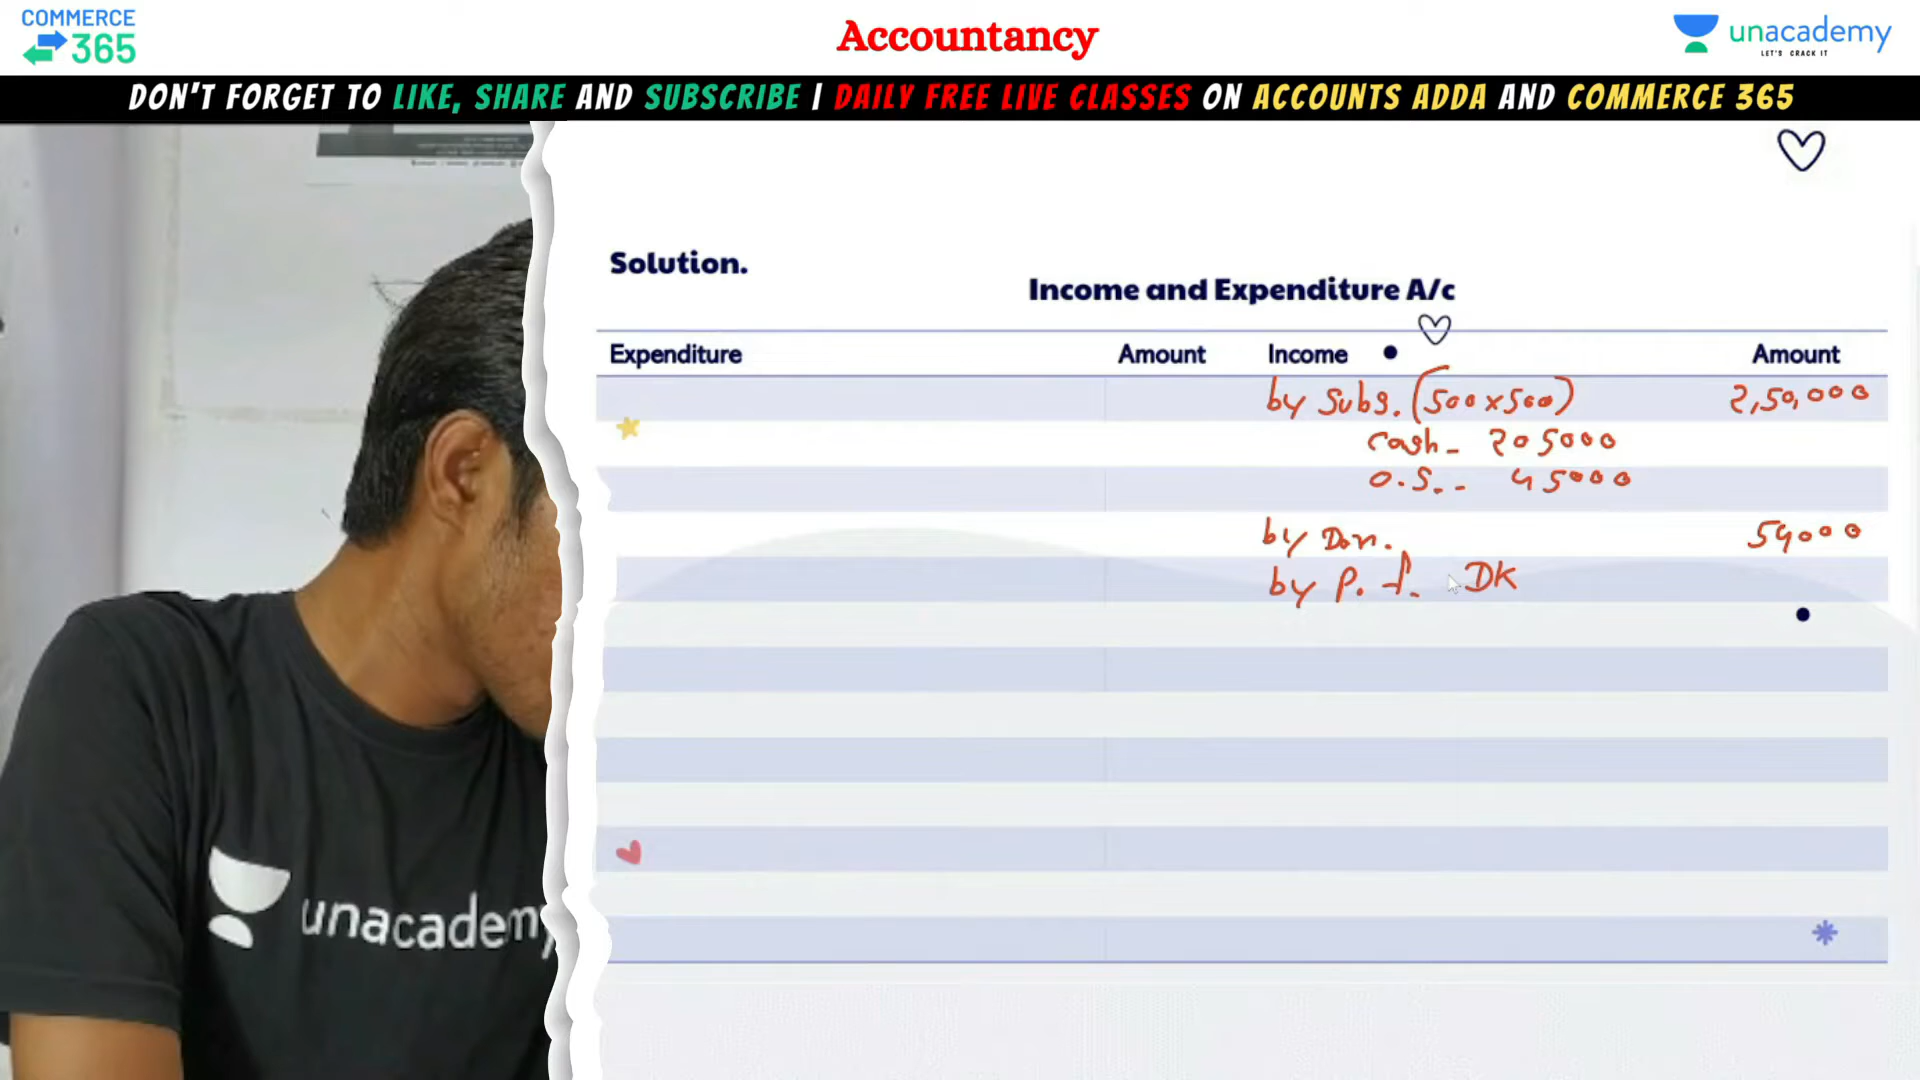 COMMERCE
365
Accountancy
unacademy
LET'S CRACK IT
DON'T FORGET TO LIKE, SHARE AND SUBSCRIBE | DAILY FREE LIVE CLASSES ON ACCOUNTS ADDA AND COMMERCE 365
Solution.
Income and Expenditure A/c
Expenditure Amount Income Amount
by Subs. (500x500) 2,50,000
cash - 205000
O.S. - 45000
by Don. 54000
by P. f. DK
unacademy